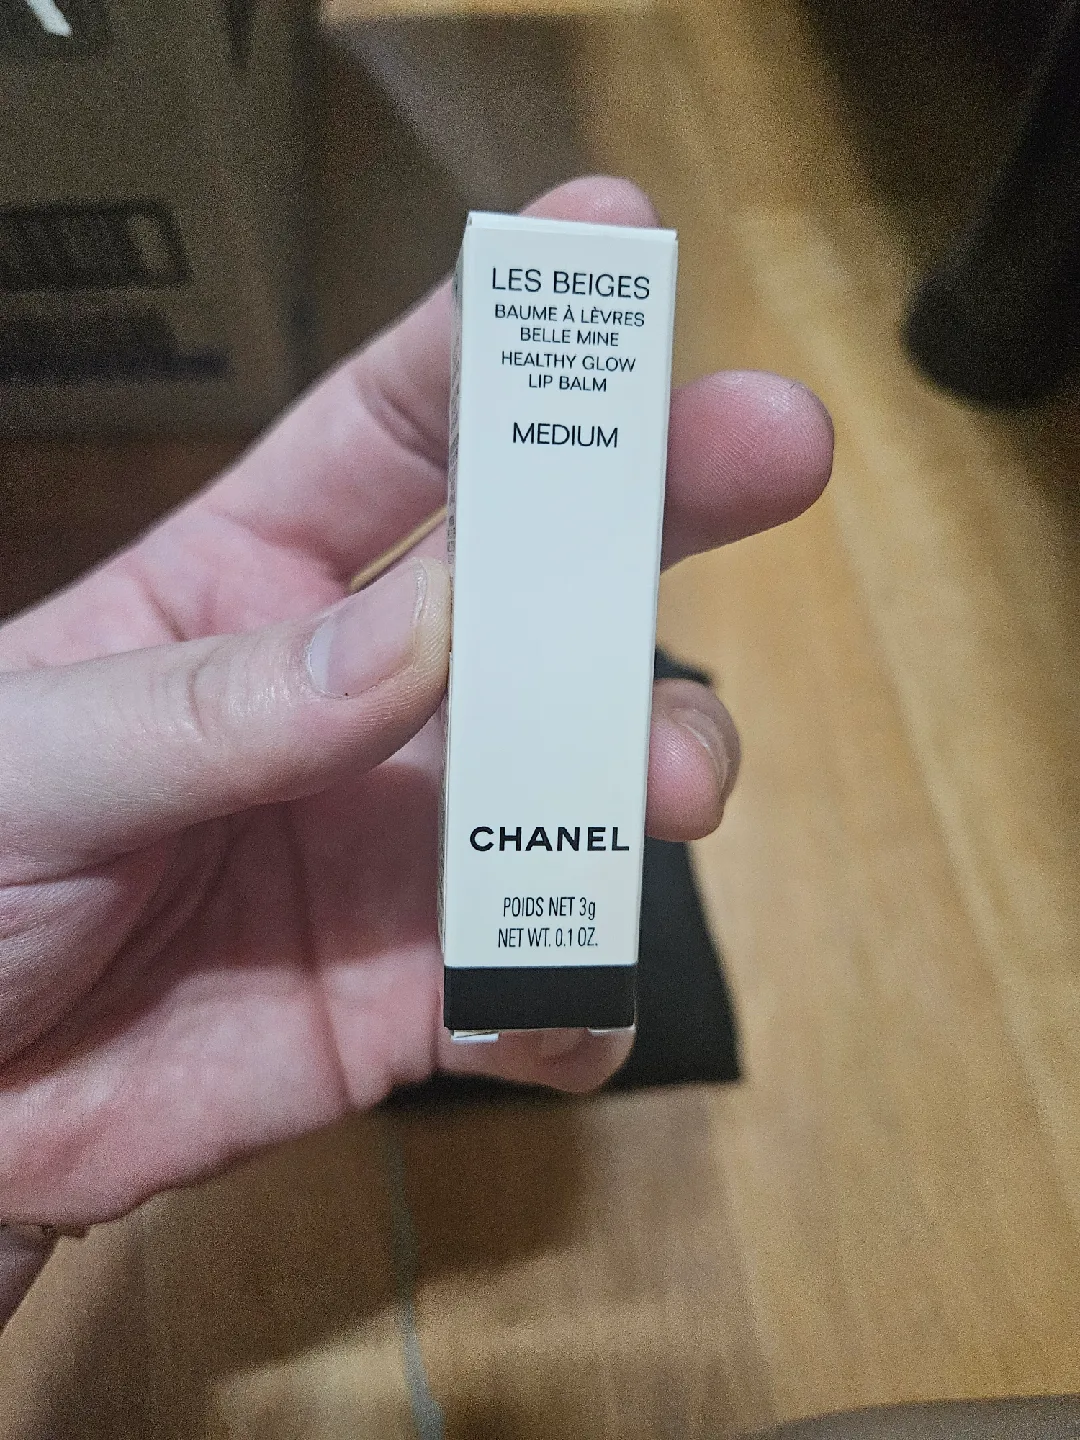 LES BEIGES
BAUME À LÈVRES
BELLE MINE
HEALTHY GLOW
LIP BALM
MEDIUM
CHANEL
POIDS NET 3g
NET WT. 0.1 OZ.